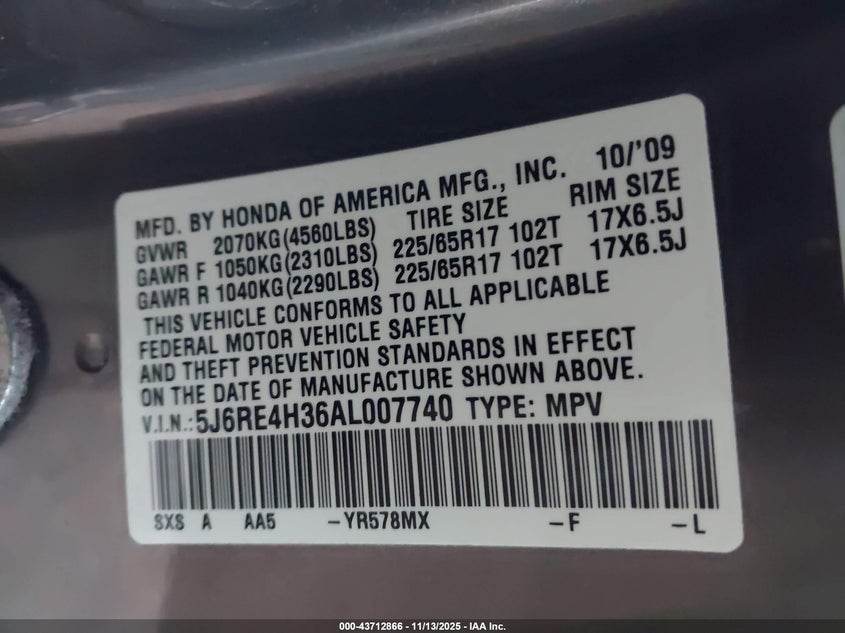 MFD. BY HONDA OF AMERICA MFG., INC. 10/'09
GVWR 2070KG(4560LBS) TIRE SIZE RIM SIZE
GAWR F 1050KG(2310LBS) 225/65R17 102T 17X6.5J
GAWR R 1040KG(2290LBS) 225/65R17 102T 17X6.5J
THIS VEHICLE CONFORMS TO ALL APPLICABLE
FEDERAL MOTOR VEHICLE SAFETY
AND THEFT PREVENTION STANDARDS IN EFFECT
ON THE DATE OF MANUFACTURE SHOWN ABOVE.
V.I.N.:5J6RE4H36AL007740 TYPE: MPV
SXS A AA5 -YR578MX -F -L
000-43712866 - 11/13/2025 - IAA Inc.